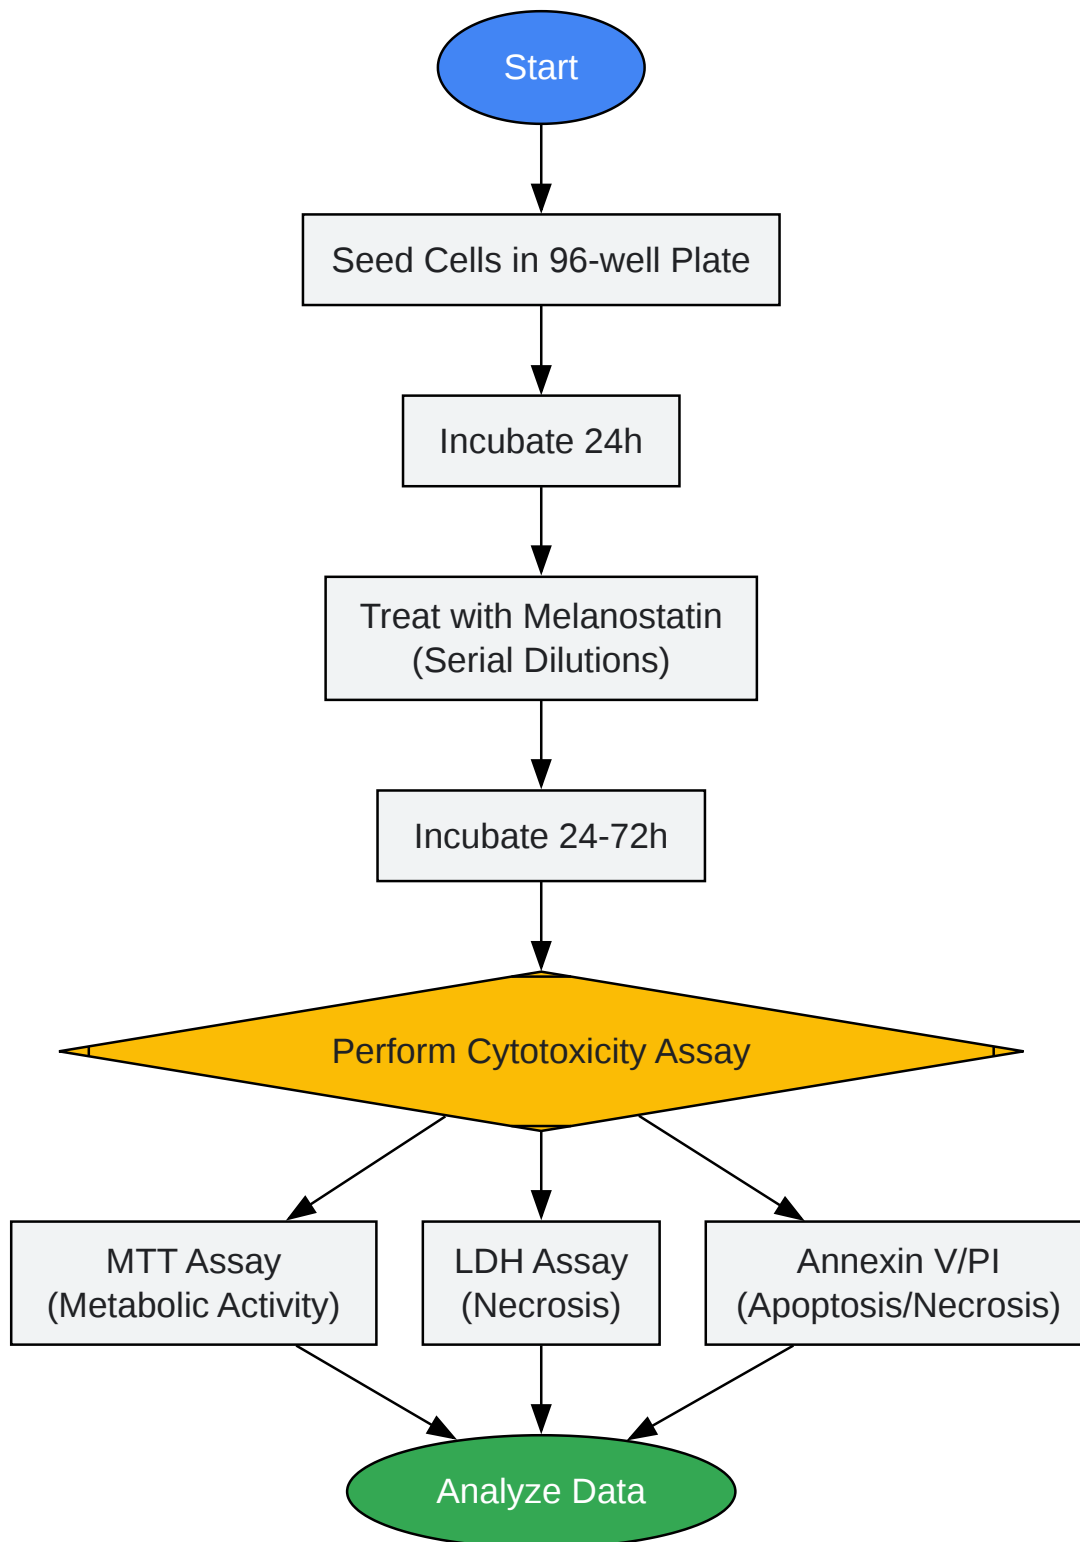 Start
Seed Cells in 96-well Plate
Incubate 24h
Treat with Melanostatin
(Serial Dilutions)
Incubate 24-72h
Perform Cytotoxicity Assay
MTT Assay
(Metabolic Activity)
LDH Assay
(Necrosis)
Annexin V/PI
(Apoptosis/Necrosis)
Analyze Data